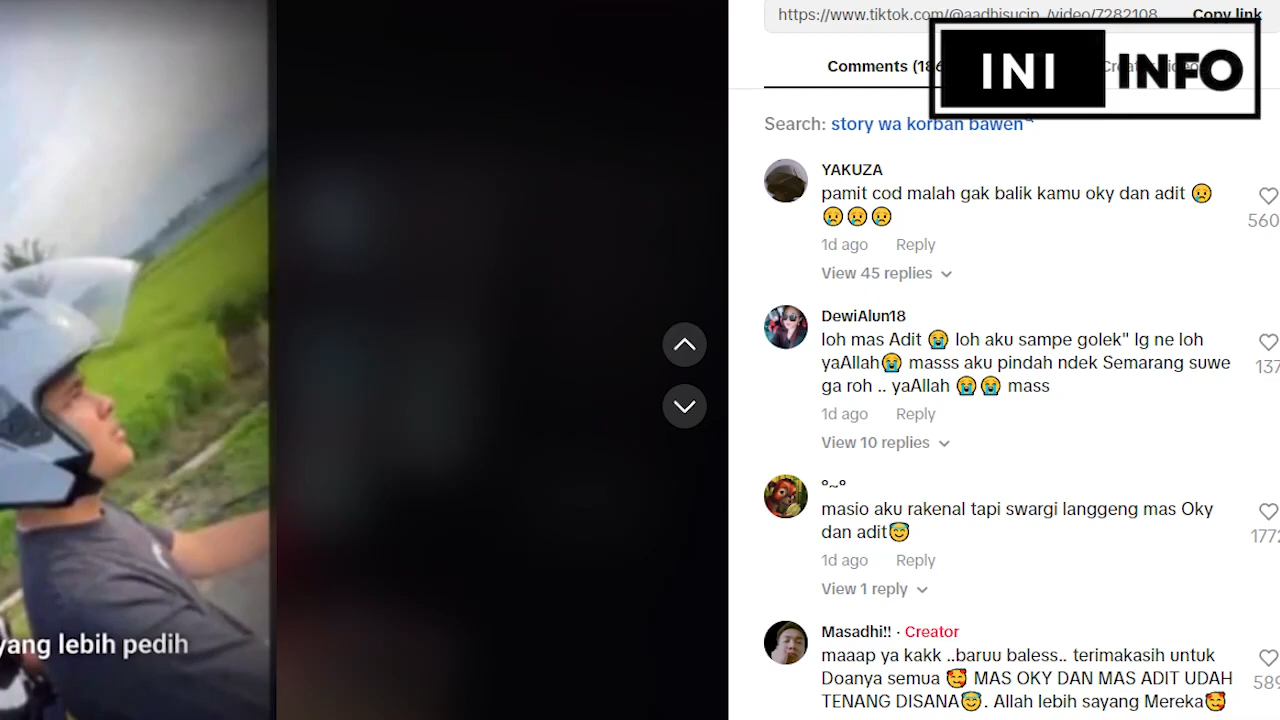 https://www.tiktok.com/@aadhisucip_/video/7282108
Copy link
INI INFO
Comments (186
Search: story wa korban bawen
YAKUZA
pamit cod malah gak balik kamu oky dan adit 😥
😥😥😥
560
1d ago Reply
View 45 replies
DewiAlun18
loh mas Adit 😭 loh aku sampe golek" Ig ne loh
yaAllah😭 masss aku pindah ndek Semarang suwe
ga roh .. yaAllah 😭😭 mass
137
1d ago Reply
View 10 replies
°~°
masio aku rakenal tapi swargi langgeng mas Oky
dan adit😇
1772
1d ago Reply
View 1 reply
Masadhi!! · Creator
maaap ya kakk ..baruu baless.. terimakasih untuk
Doanya semua 🥰 MAS OKY DAN MAS ADIT UDAH
TENANG DISANA😇. Allah lebih sayang Mereka🥰
589
yang lebih pedih